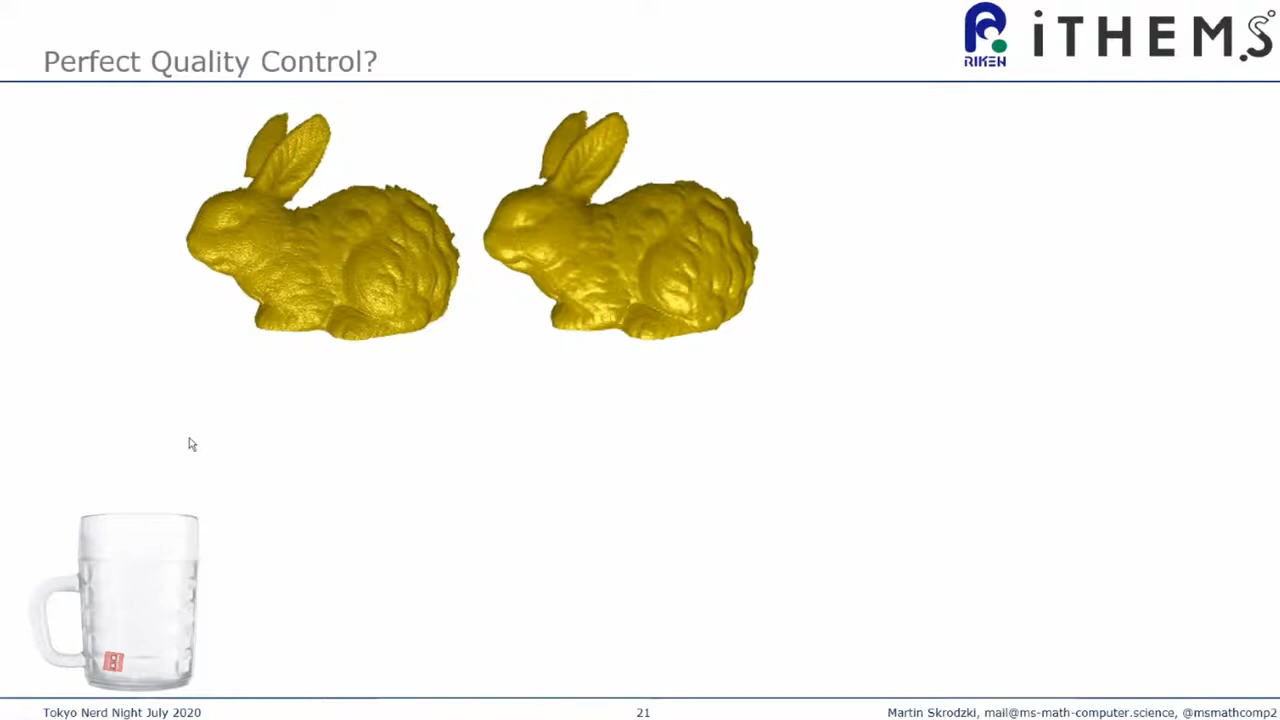 Perfect Quality Control?
RIKEN
iTHEMS
Tokyo Nerd Night July 2020
21
Martin Skrodzki, mail@ms-math-computer.science, @msmathcomp2